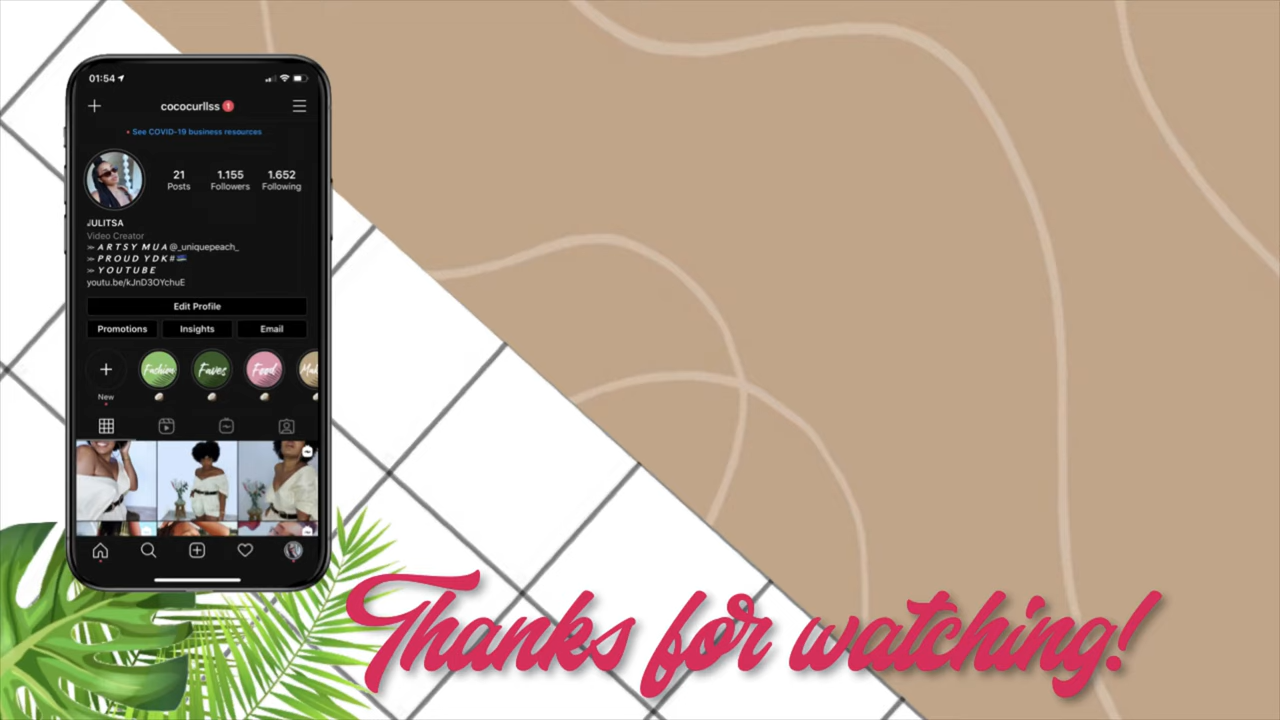 01:54
cococurllss 1
• See COVID-19 business resources
21 1.155 1.652
Posts Followers Following
JULITSA
Video Creator
≫ A R T S Y M U A @_uniquepeach_
≫ P R O U D Y D K #
≫ Y O U T U B E
youtu.be/kJnD3OYchuE
Edit Profile
Promotions Insights Email
Fashion Faves Food
New
Thanks for watching!